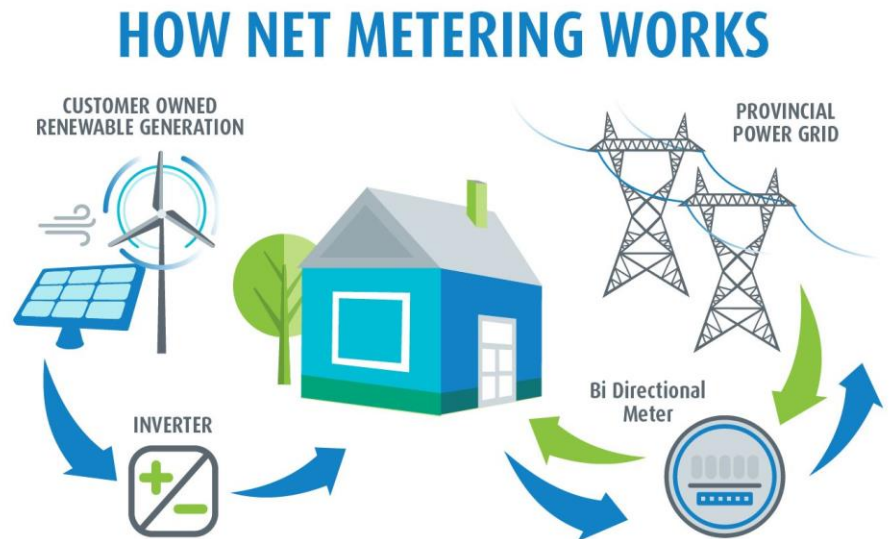 HOW NET METERING WORKS
CUSTOMER OWNED
RENEWABLE GENERATION
PROVINCIAL
POWER GRID
Bi Directional
Meter
INVERTER